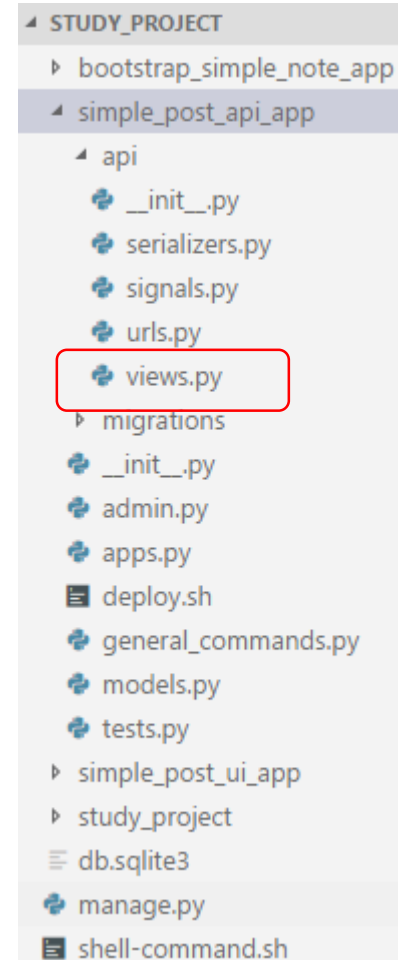 STUDY_PROJECT
bootstrap_simple_note_app
simple_post_api_app
api
__init__.py
serializers.py
signals.py
urls.py
views.py
migrations
__init__.py
admin.py
apps.py
deploy.sh
general_commands.py
models.py
tests.py
simple_post_ui_app
study_project
db.sqlite3
manage.py
shell-command.sh